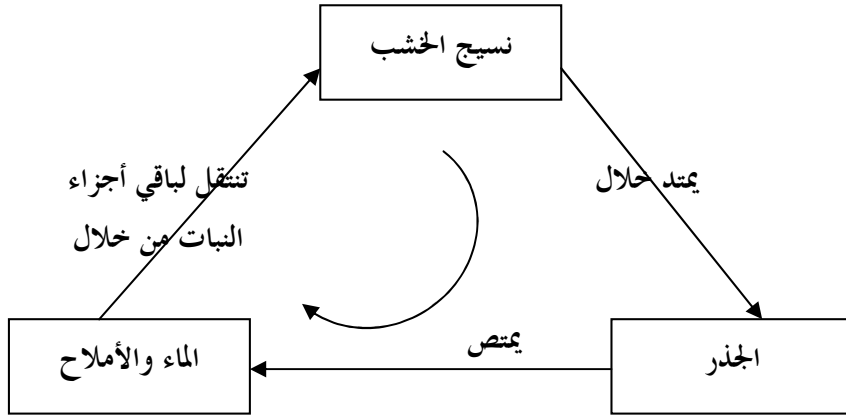 نسيج الخشب
يمتد خلال
تنتقل لباقي أجزاء
النبات من خلال
الجذر
يمتص
الماء والأملاح